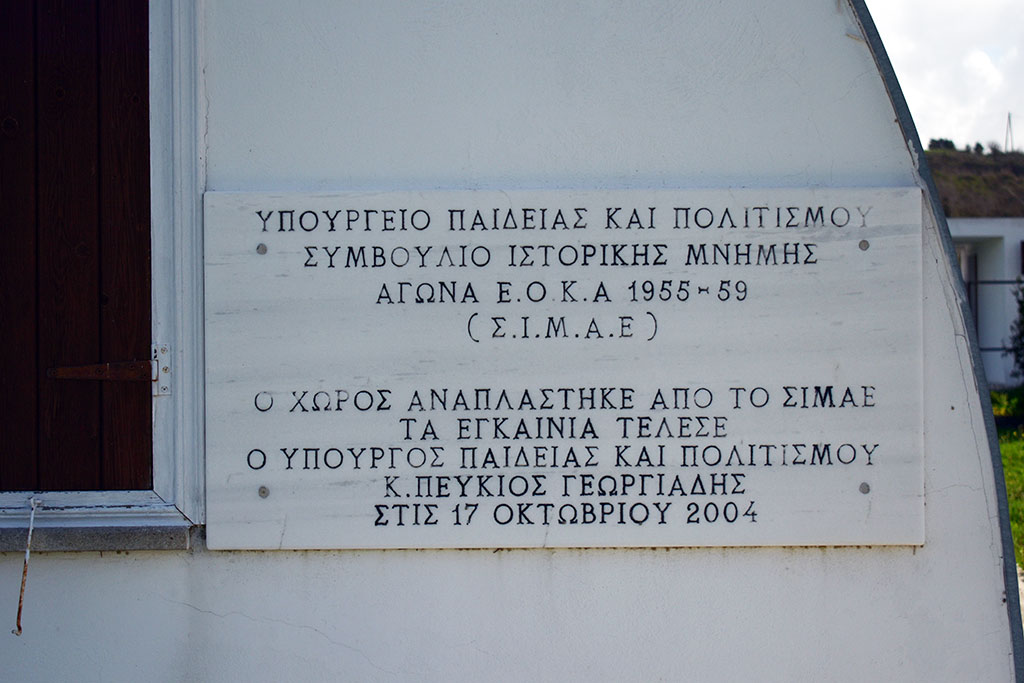 ΥΠΟΥΡΓΕΙΟ ΠΑΙΔΕΙΑΣ ΚΑΙ ΠΟΛΙΤΙΣΜΟΥ
ΣΥΜΒΟΥΛΙΟ ΙΣΤΟΡΙΚΗΣ ΜΝΗΜΗΣ
ΑΓΩΝΑ Ε.Ο.Κ.Α 1955-59
(Σ.Ι.Μ.Α.Ε)
Ο ΧΩΡΟΣ ΑΝΑΠΛΑΣΤΗΚΕ ΑΠΟ ΤΟ ΣΙΜΑΕ
ΤΑ ΕΓΚΑΙΝΙΑ ΤΕΛΕΣΕ
Ο ΥΠΟΥΡΓΟΣ ΠΑΙΔΕΙΑΣ ΚΑΙ ΠΟΛΙΤΙΣΜΟΥ
Κ.ΠΕΥΚΙΟΣ ΓΕΩΡΓΙΑΔΗΣ
ΣΤΙΣ 17 ΟΚΤΩΒΡΙΟΥ 2004